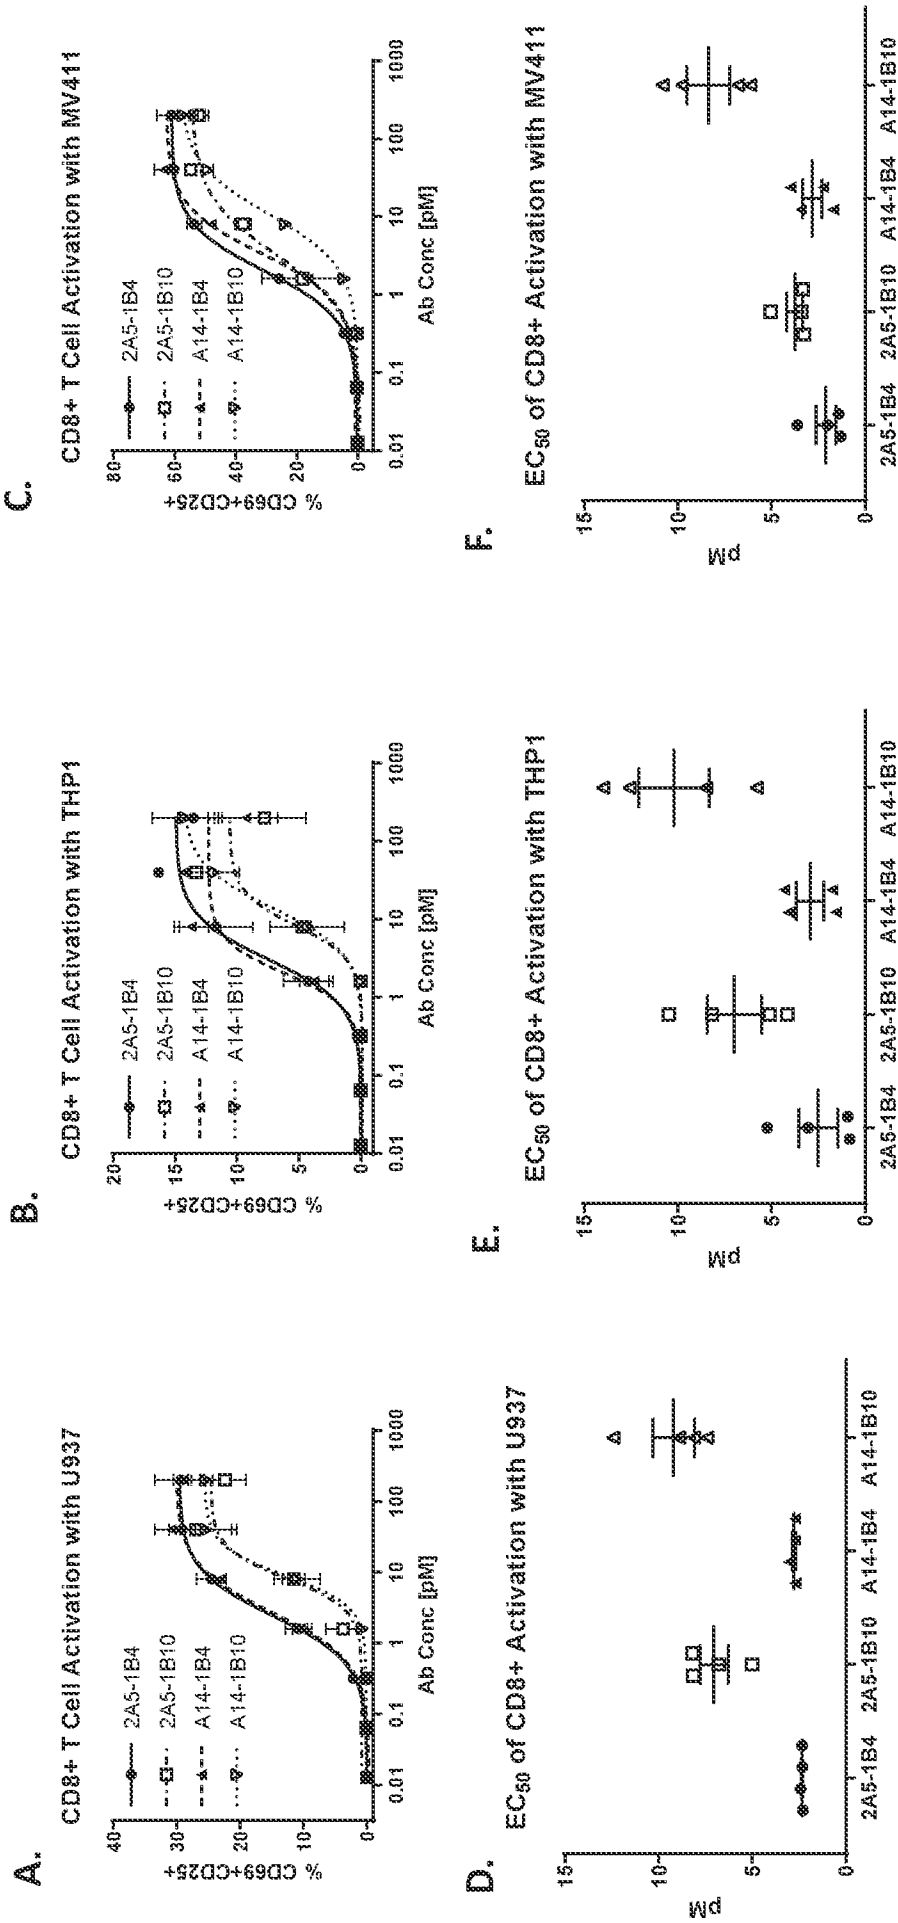 A.
CD8+ T Cell Activation with U937
% CD69+CD25+
40
30
20
10
0
2A5-1B4
2A5-1B10
A14-1B4
A14-1B10
0.01 0.1 1 10 100 1000
Ab Conc [pM]
B.
CD8+ T Cell Activation with THP1
% CD69+CD25+
20
15
10
5
0
2A5-1B4
2A5-1B10
A14-1B4
A14-1B10
0.01 0.1 1 10 100 1000
Ab Conc [pM]
C.
CD8+ T Cell Activation with MV411
% CD69+CD25+
80
60
40
20
0
2A5-1B4
2A5-1B10
A14-1B4
A14-1B10
0.01 0.1 1 10 100 1000
Ab Conc [pM]
D.
EC50 of CD8+ Activation with U937
pM
15
10
5
0
2A5-1B4 2A5-1B10 A14-1B4 A14-1B10
E.
EC50 of CD8+ Activation with THP1
pM
15
10
5
0
2A5-1B4 2A5-1B10 A14-1B4 A14-1B10
F.
EC50 of CD8+ Activation with MV411
pM
15
10
5
0
2A5-1B4 2A5-1B10 A14-1B4 A14-1B10